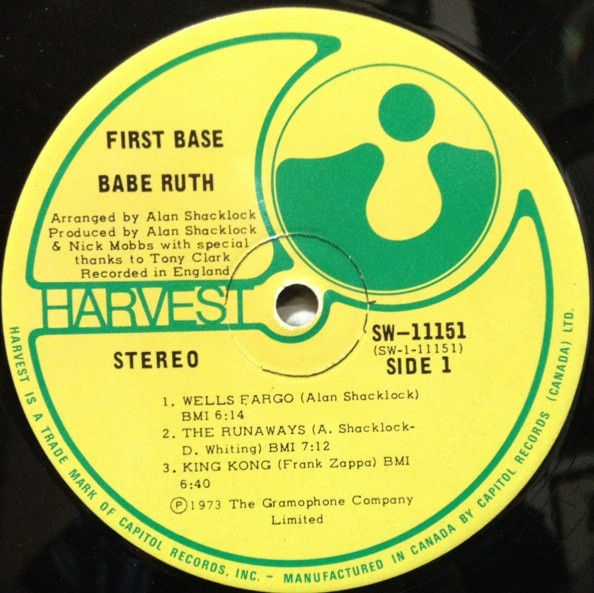 FIRST BASE
BABE RUTH
Arranged by Alan Shacklock
Produced by Alan Shacklock
& Nick Mobbs with special
thanks to Tony Clark
Recorded in England
HARVEST
STEREO
SW-11151
(SW-1-11151)
SIDE 1
1. WELLS FARGO (Alan Shacklock)
BMI 6:14
2. THE RUNAWAYS (A. Shacklock-
D. Whiting) BMI 7:12
3. KING KONG (Frank Zappa) BMI
6:40
Ⓟ1973 The Gramophone Company
Limited
HARVEST IS A TRADE MARK OF CAPITOL RECORDS, INC. - MANUFACTURED IN CANADA BY CAPITOL RECORDS (CANADA) LTD.